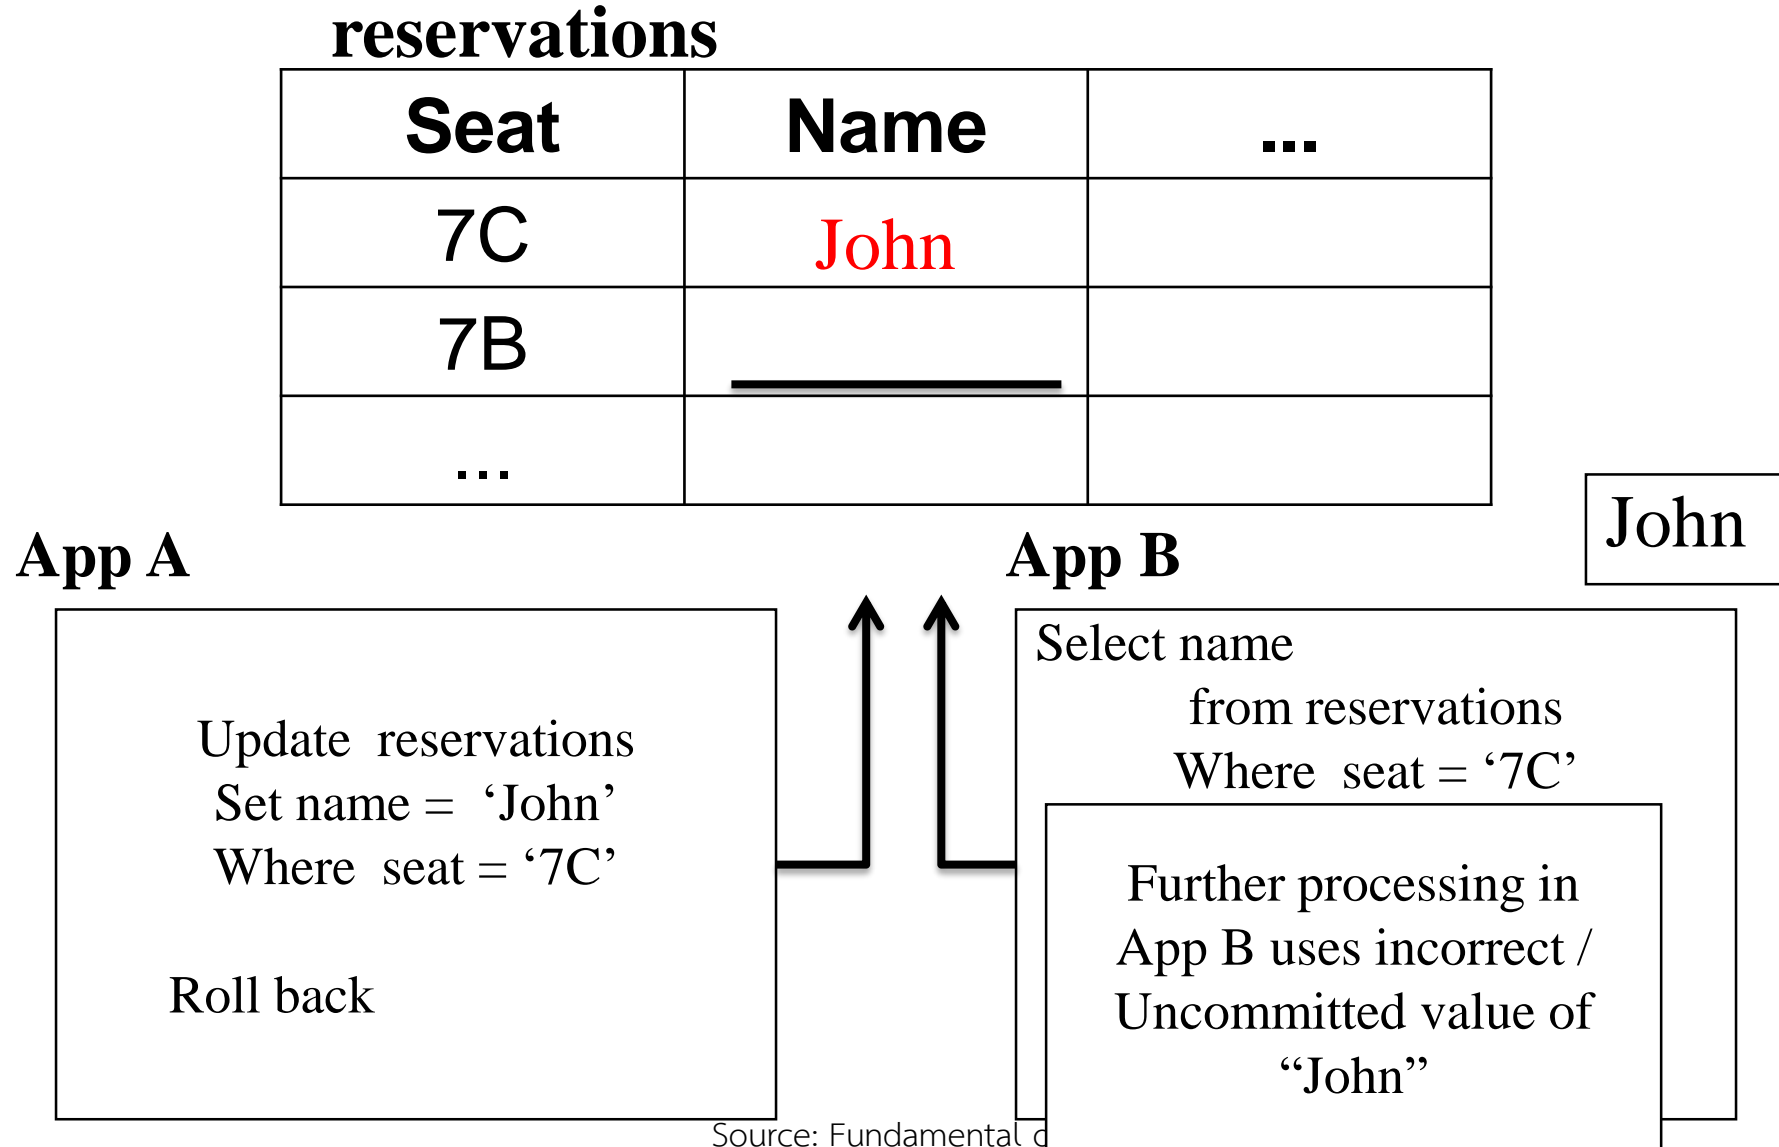 reservations
Seat Name ...
7C John
7B
...
John
App A
App B
Update reservations
Set name = ‘John’
Where seat = ‘7C’
Roll back
Select name
from reservations
Where seat = ‘7C’
Further processing in
App B uses incorrect /
Uncommitted value of
“John”
Source: Fundamental